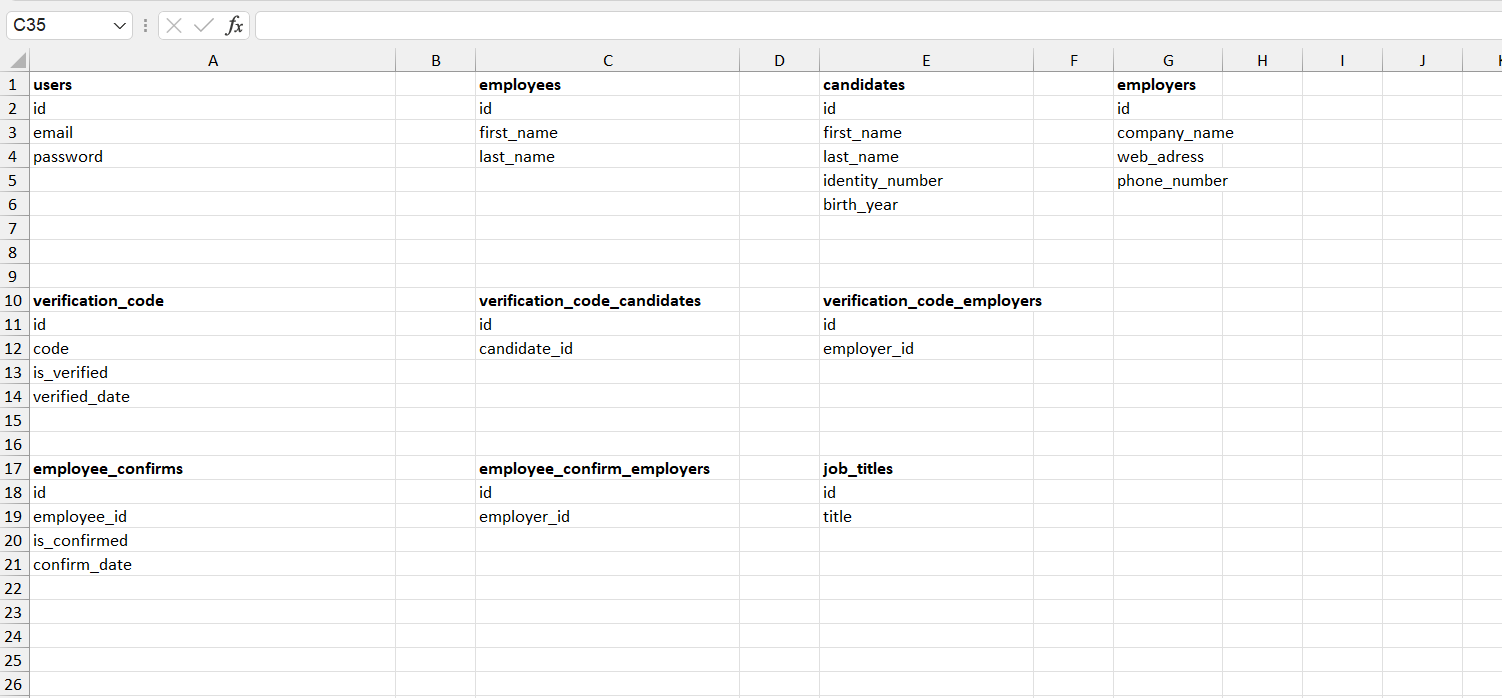 C35 fx
A B C D E F G H I J K
1 users employees candidates employers
2 id id id id
3 email first_name first_name company_name
4 password last_name last_name web_adress
5 identity_number phone_number
6 birth_year
7
8
9
10 verification_code verification_code_candidates verification_code_employers
11 id id id
12 code candidate_id employer_id
13 is_verified
14 verified_date
15
16
17 employee_confirms employee_confirm_employers job_titles
18 id id id
19 employee_id employer_id title
20 is_confirmed
21 confirm_date
22
23
24
25
26